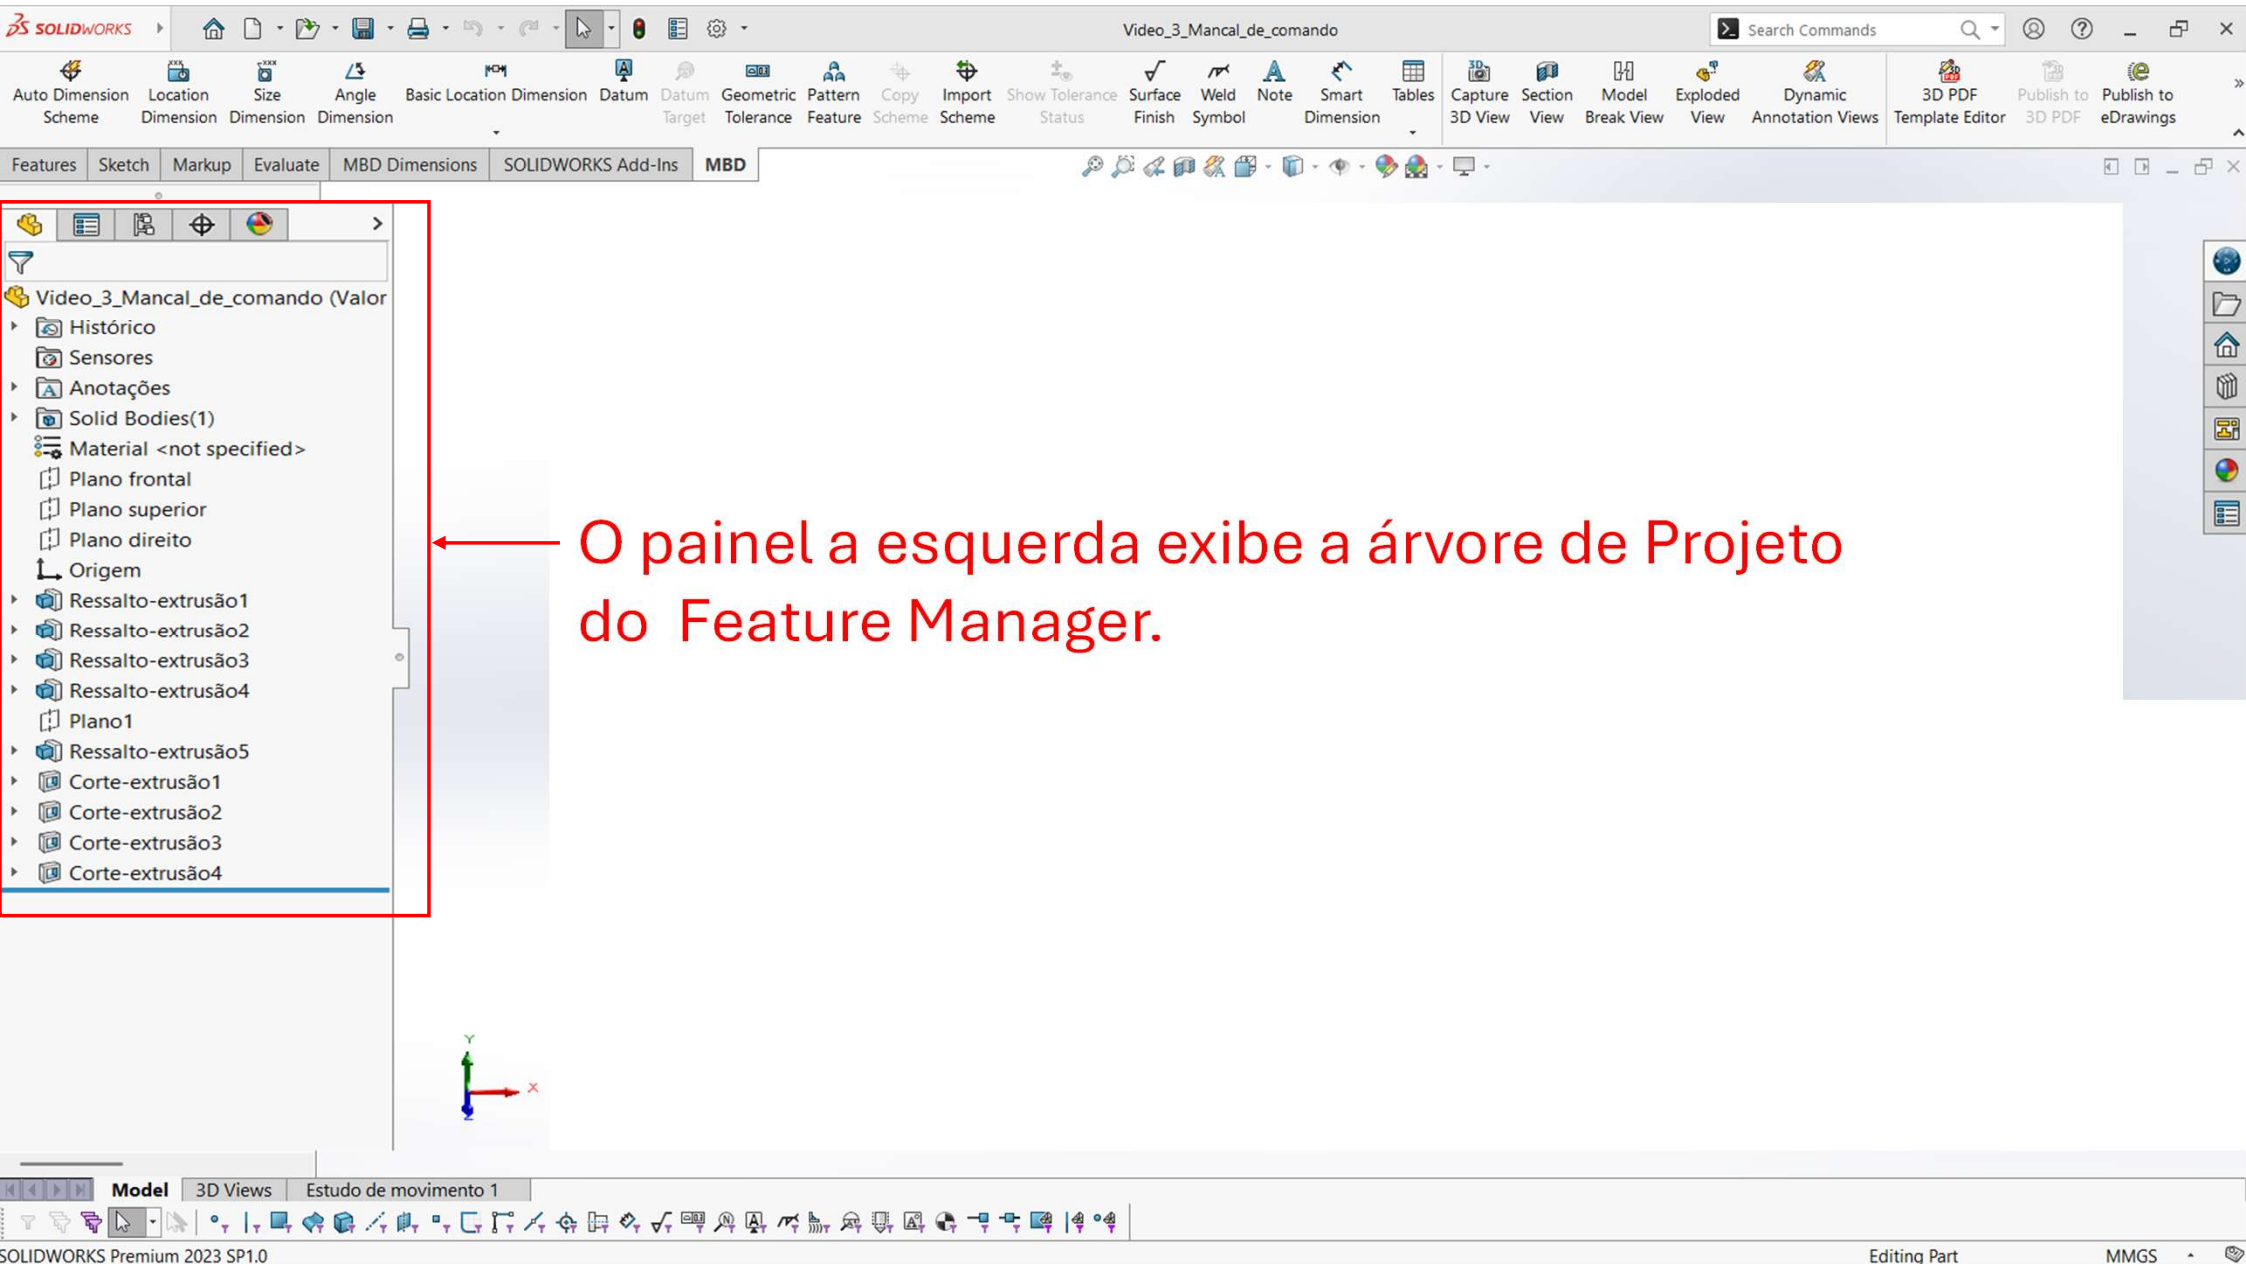 SOLIDWORKS
Video_3_Mancal_de_comando
Search Commands
Auto Dimension Scheme
Location Dimension
Size Dimension
Angle Dimension
Basic Location Dimension
Datum
Datum Target
Geometric Tolerance
Pattern Feature
Copy Scheme
Import Scheme
Show Tolerance Status
Surface Finish
Weld Symbol
Note
Smart Dimension
Tables
Capture 3D View
Section View
Model Break View
Exploded View
Dynamic Annotation Views
3D PDF Template Editor
Publish to 3D PDF
Publish to eDrawings
Features
Sketch
Markup
Evaluate
MBD Dimensions
SOLIDWORKS Add-Ins
MBD
Video_3_Mancal_de_comando (Valor
Histórico
Sensores
Anotações
Solid Bodies(1)
Material <not specified>
Plano frontal
Plano superior
Plano direito
Origem
Ressalto-extrusão1
Ressalto-extrusão2
Ressalto-extrusão3
Ressalto-extrusão4
Plano1
Ressalto-extrusão5
Corte-extrusão1
Corte-extrusão2
Corte-extrusão3
Corte-extrusão4
O painel a esquerda exibe a árvore de Projeto
do Feature Manager.
Y
X
Z
Model
3D Views
Estudo de movimento 1
SOLIDWORKS Premium 2023 SP1.0
Editing Part
MMGS